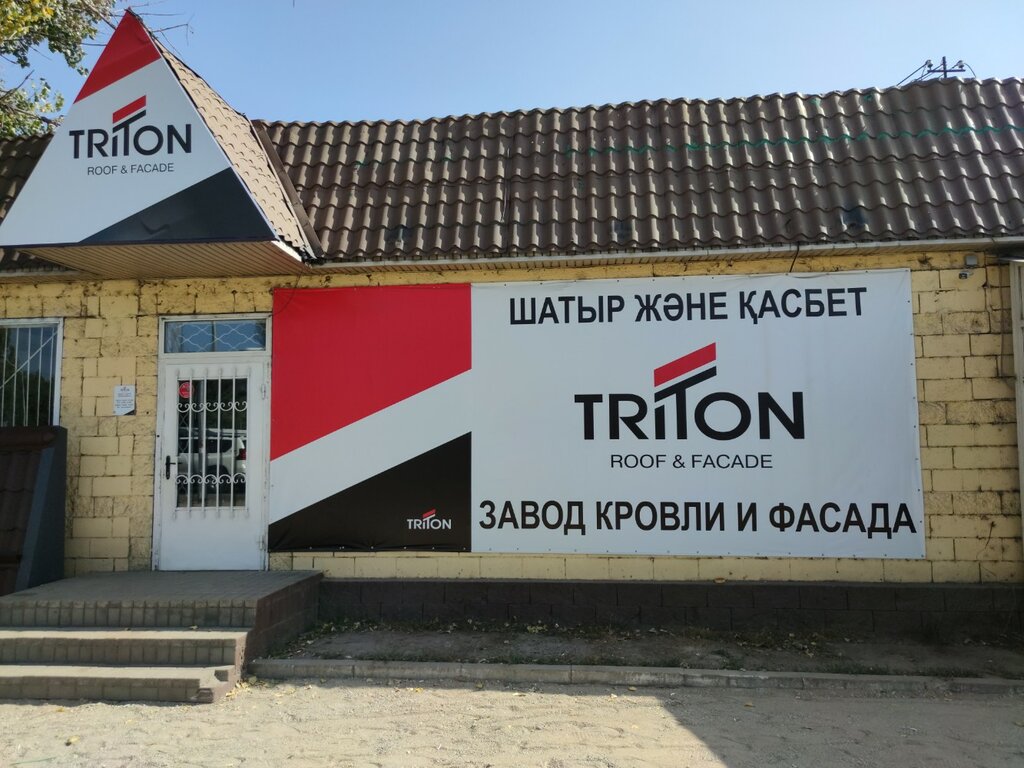 TRITON
ROOF & FACADE
ШАТЫР ЖӘНЕ ҚАСБЕТ
TRITON
ROOF & FACADE
ЗАВОД КРОВЛИ И ФАСАДА
TRITON